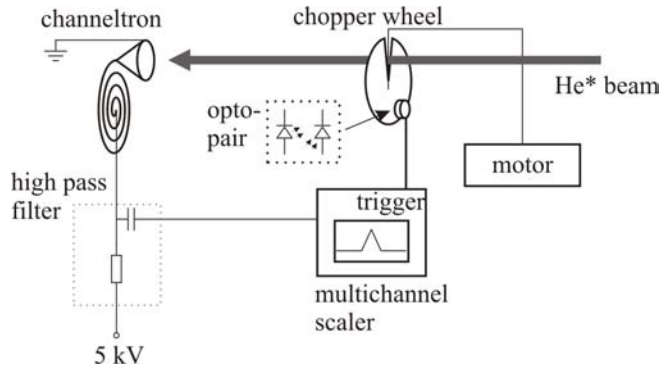 channeltron
chopper wheel
He* beam
opto-
pair
motor
high pass
filter
trigger
multichannel
scaler
5 kV